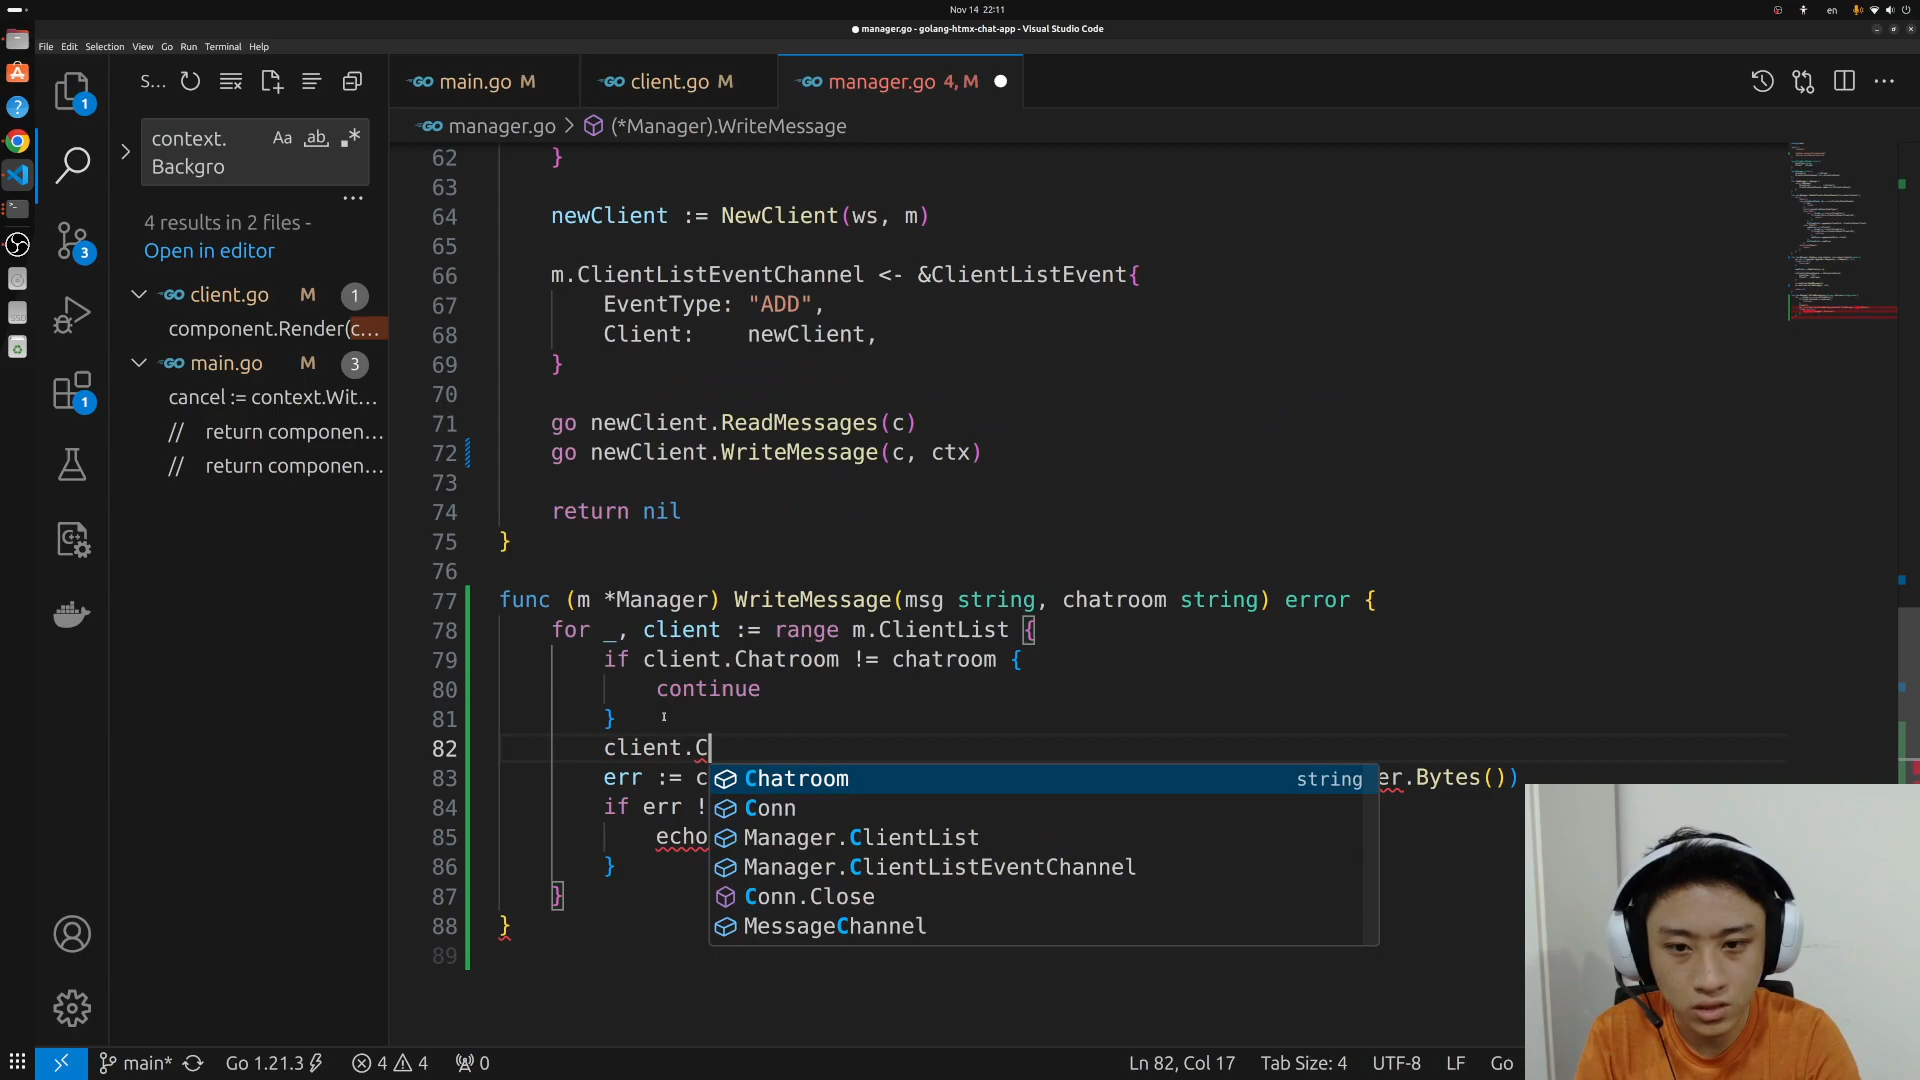 Nov 14 22:11
en
manager.go - golang-htmx-chat-app - Visual Studio Code
File Edit Selection View Go Run Terminal Help
S...
main.go M
client.go M
manager.go 4, M
manager.go > (*Manager).WriteMessage
context.
Backgro
Aa ab
...
4 results in 2 files -
Open in editor
client.go M 1
component.Render(c...
main.go M 3
cancel := context.Wit...
// return componen...
// return componen...
1
3
1
62 }
63
64 newClient := NewClient(ws, m)
65
66 m.ClientListEventChannel <- &ClientListEvent{
67 EventType: "ADD",
68 Client: newClient,
69 }
70
71 go newClient.ReadMessages(c)
72 go newClient.WriteMessage(c, ctx)
73
74 return nil
75 }
76
77 func (m *Manager) WriteMessage(msg string, chatroom string) error {
78 for _, client := range m.ClientList {
79 if client.Chatroom != chatroom {
80 continue
81 }
82 client.C
83 err := c er.Bytes())
84 if err !
85 echo
86 }
87 }
88 }
89
Chatroom string
Conn
Manager.ClientList
Manager.ClientListEventChannel
Conn.Close
MessageChannel
main* Go 1.21.3 4 4 0 Ln 82, Col 17 Tab Size: 4 UTF-8 LF Go